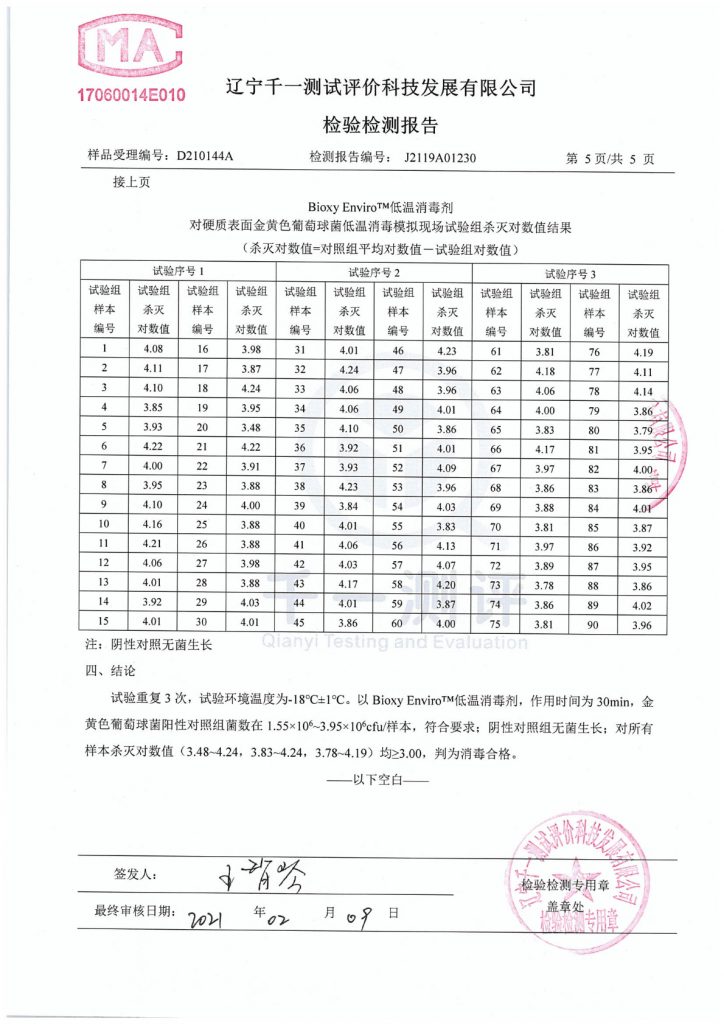 CMA
17060014E010
辽宁千一测试评价科技发展有限公司
检验检测报告
样品受理编号：D210144A 检测报告编号： J2119A01230 第 5 页/共 5 页
接上页
Bioxy Enviro™低温消毒剂
对硬质表面金黄色葡萄球菌低温消毒模拟现场试验组杀灭对数值结果
（杀灭对数值=对照组平均对数值－试验组对数值）
试验序号 1 试验序号 2 试验序号 3
试验组 试验组 试验组 试验组 试验组 试验组 试验组 试验组 试验组 试验组 试验组 试验组
样本 杀灭 样本 杀灭 样本 杀灭 样本 杀灭 样本 杀灭 样本 杀灭
编号 对数值 编号 对数值 编号 对数值 编号 对数值 编号 对数值 编号 对数值
1 4.08 16 3.98 31 4.01 46 4.23 61 3.81 76 4.19
2 4.11 17 3.87 32 4.24 47 3.96 62 4.18 77 4.11
3 4.10 18 4.24 33 4.06 48 3.96 63 4.06 78 4.14
4 3.85 19 3.95 34 4.06 49 4.01 64 4.00 79 3.86
5 3.93 20 3.48 35 4.10 50 3.86 65 3.83 80 3.79
6 4.22 21 4.22 36 3.92 51 4.01 66 4.17 81 3.95
7 4.00 22 3.91 37 3.93 52 4.09 67 3.97 82 4.00
8 3.95 23 3.88 38 4.23 53 3.96 68 3.86 83 3.86
9 4.10 24 4.00 39 3.84 54 4.03 69 3.88 84 4.01
10 4.16 25 3.88 40 4.01 55 3.83 70 3.81 85 3.87
11 4.21 26 3.88 41 4.06 56 4.13 71 3.97 86 3.92
12 4.06 27 3.98 42 4.03 57 4.07 72 3.89 87 3.95
13 4.01 28 3.88 43 4.17 58 4.20 73 3.78 88 3.86
14 3.92 29 4.03 44 4.01 59 3.87 74 3.86 89 4.02
15 4.01 30 4.01 45 3.86 60 4.00 75 3.81 90 3.96
千一测评
Qianyi Testing and Evaluation
注：阴性对照无菌生长
四、结论
试验重复 3 次，试验环境温度为-18℃±1℃。以 Bioxy Enviro™低温消毒剂，作用时间为 30min，金
黄色葡萄球菌阳性对照组菌数在 1.55×10⁶~3.95×10⁶cfu/样本，符合要求；阴性对照组无菌生长；对所有
样本杀灭对数值（3.48~4.24，3.83~4.24，3.78~4.19）均≥3.00，判为消毒合格。
——以下空白——
签发人：
检验检测专用章
盖章处
最终审核日期： 2021 年 02 月 09 日
辽宁千一测试评价科技发展有限公司
检验检测专用章